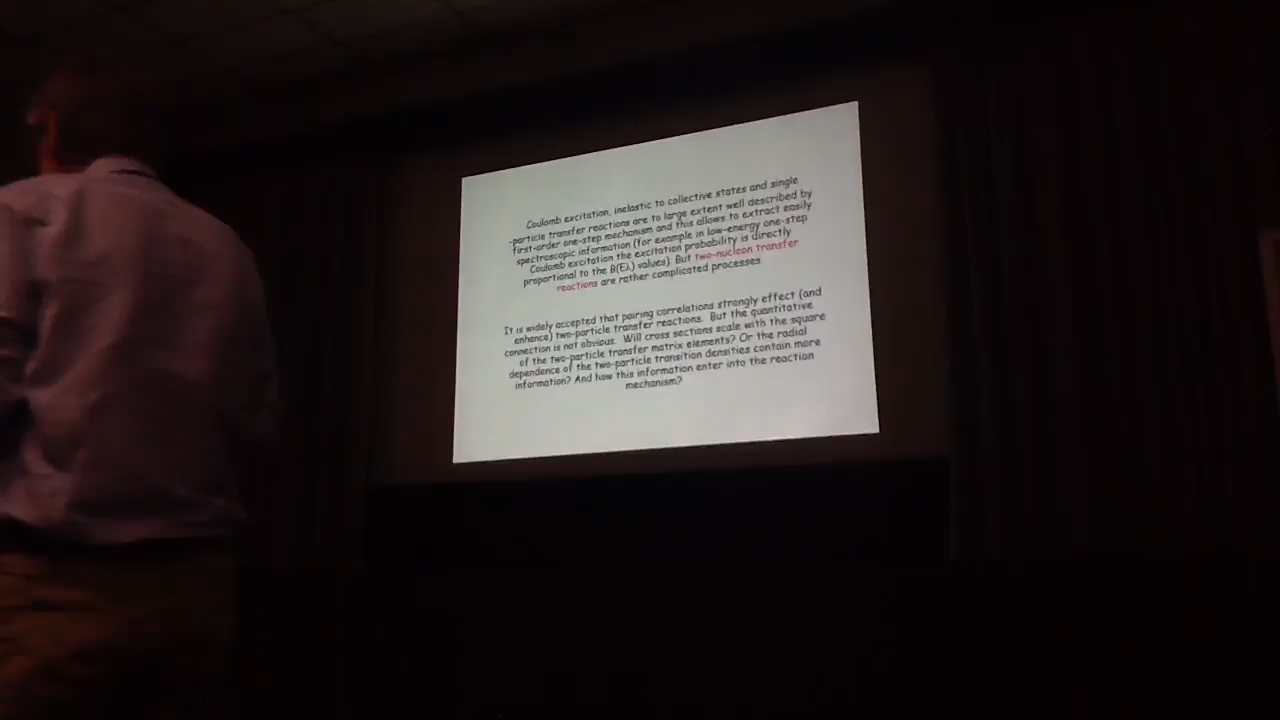 Coulomb excitation, inelastic to collective states and single
-particle transfer reactions are to large extent well described by
first-order one-step mechanism and this allows to extract easily
spectroscopic information (for example in low-energy one-step
Coulomb excitation the excitation probability is directly
proportional to the B(Eλ) values). But two-nucleon transfer
reactions are rather complicated processes
It is widely accepted that pairing correlations strongly effect (and
enhance) two-particle transfer reactions. But the quantitative
connection is not obvious. Will cross sections scale with the square
of the two-particle transfer matrix elements? Or the radial
dependence of the two-particle transition densities contain more
information? And how this information enter into the reaction
mechanism?